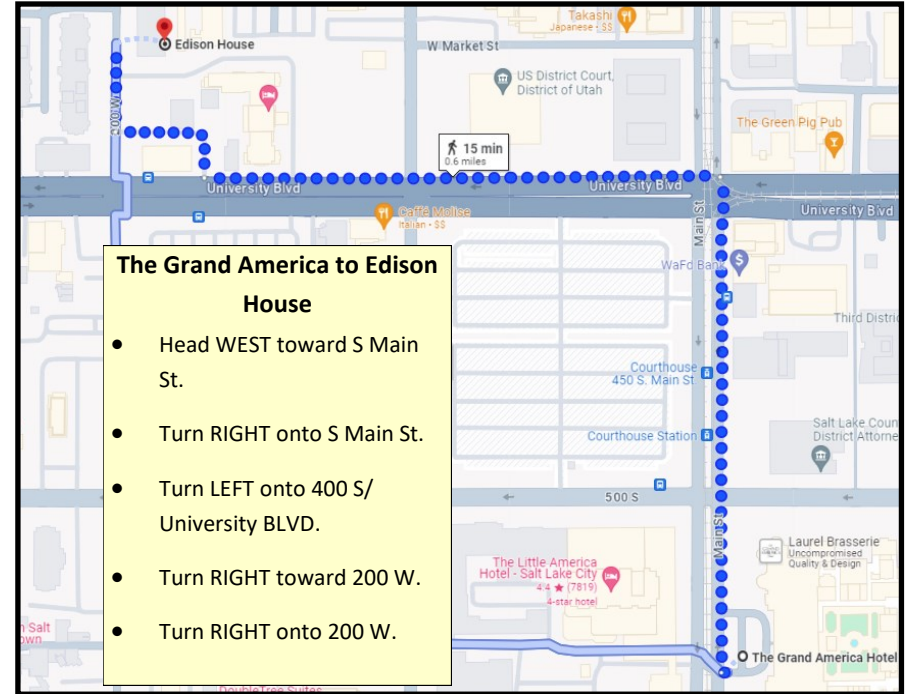 Takashi
Japanese · $$
Edison House
W Market St
US District Court,
District of Utah
The Green Pig Pub
200 W
15 min
0.6 miles
University Blvd
University Blvd
University Blvd
Caffé Molise
Italian · $$
Main St
WaFd Bank
The Grand America to Edison
House
• Head WEST toward S Main
St.
• Turn RIGHT onto S Main St.
• Turn LEFT onto 400 S/
University BLVD.
• Turn RIGHT toward 200 W.
• Turn RIGHT onto 200 W.
Third Distri
Courthouse
450 S. Main St
Courthouse Station
Salt Lake Coun
District Attorne
500 S
Main St
Laurel Brasserie
Uncompromised
Quality & Design
The Little America
Hotel - Salt Lake City
4.4 ★ (7819)
4-star hotel
n Salt
own
The Grand America Hotel
DoubleTree Suites